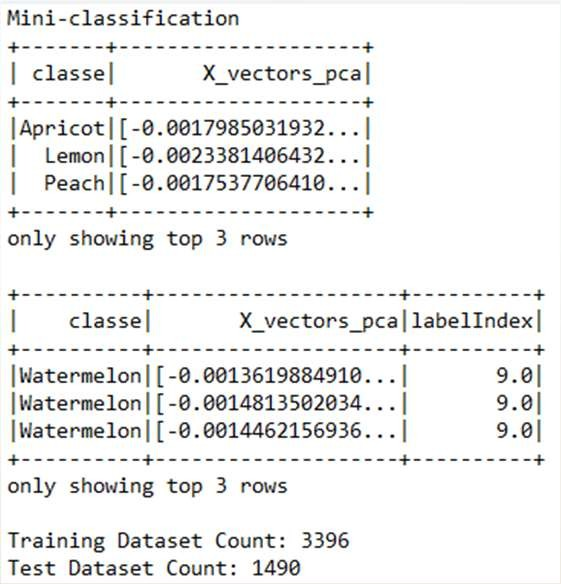 Mini-classification
+-------+--------------------+
| classe|        X_vectors_pca|
+-------+--------------------+
|Apricot|[-0.0017985031932...|
|  Lemon|[-0.0023381406432...|
|  Peach|[-0.0017537706410...|
+-------+--------------------+
only showing top 3 rows

+----------+--------------------+----------+
|    classe|        X_vectors_pca|labelIndex|
+----------+--------------------+----------+
|Watermelon|[-0.0013619884910...|       9.0|
|Watermelon|[-0.0014813502034...|       9.0|
|Watermelon|[-0.0014462156936...|       9.0|
+----------+--------------------+----------+
only showing top 3 rows

Training Dataset Count: 3396
Test Dataset Count: 1490